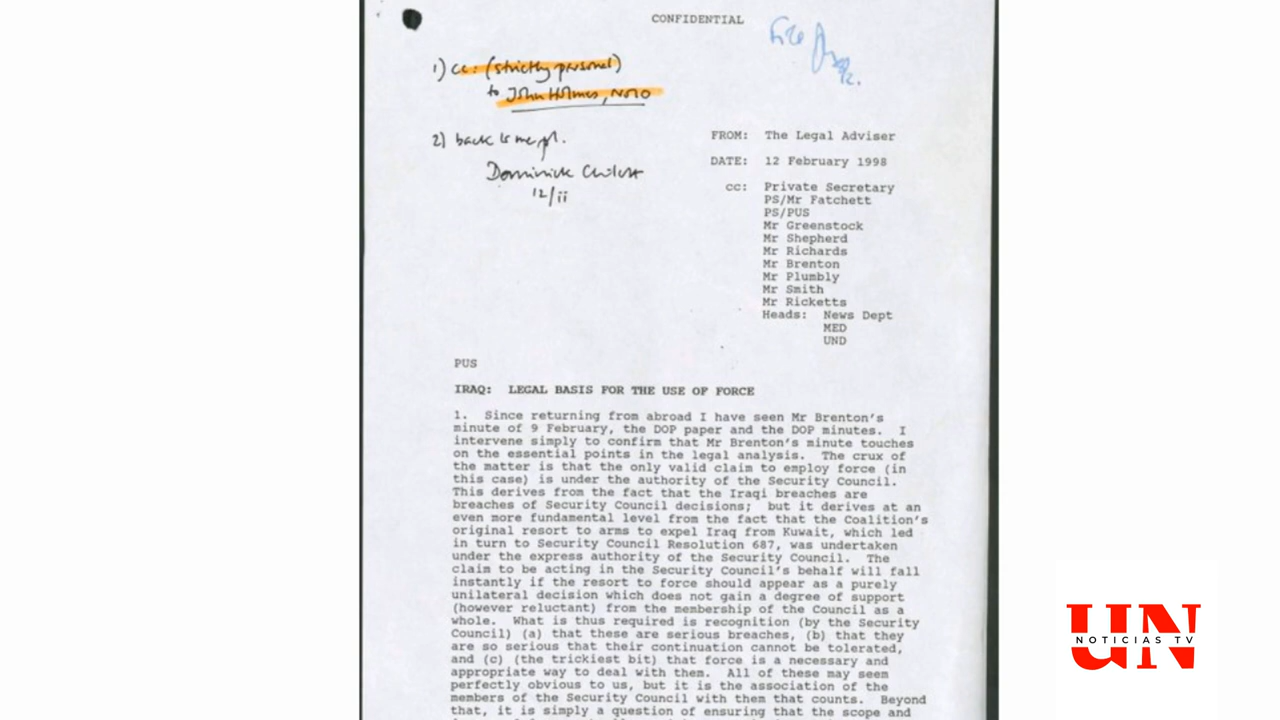 CONFIDENTIAL
1) cc: (strictly personal)
to John Holmes, No10
2) back to me pl.
Dominick Chilcott
12/ii
FROM: The Legal Adviser
DATE: 12 February 1998
cc: Private Secretary
PS/Mr Fatchett
PS/PUS
Mr Greenstock
Mr Shepherd
Mr Richards
Mr Brenton
Mr Plumbly
Mr Smith
Mr Ricketts
Heads: News Dept
MED
UND
PUS
IRAQ: LEGAL BASIS FOR THE USE OF FORCE
1. Since returning from abroad I have seen Mr Brenton's
minute of 9 February, the DOP paper and the DOP minutes. I
intervene simply to confirm that Mr Brenton's minute touches
on the essential points in the legal analysis. The crux of
the matter is that the only valid claim to employ force (in
this case) is under the authority of the Security Council.
This derives from the fact that the Iraqi breaches are
breaches of Security Council decisions; but it derives at an
even more fundamental level from the fact that the Coalition's
original resort to arms to expel Iraq from Kuwait, which led
in turn to Security Council Resolution 687, was undertaken
under the express authority of the Security Council. The
claim to be acting in the Security Council's behalf will fall
instantly if the resort to force should appear as a purely
unilateral decision which does not gain a degree of support
(however reluctant) from the membership of the Council as a
whole. What is thus required is recognition (by the Security
Council) (a) that these are serious breaches, (b) that they
are so serious that their continuation cannot be tolerated,
and (c) (the trickiest bit) that force is a necessary and
appropriate way to deal with them. All of these may seem
perfectly obvious to us, but it is the association of the
members of the Security Council with them that counts. Beyond
that, it is simply a question of ensuring that the scope and
UN
NOTICIAS TV